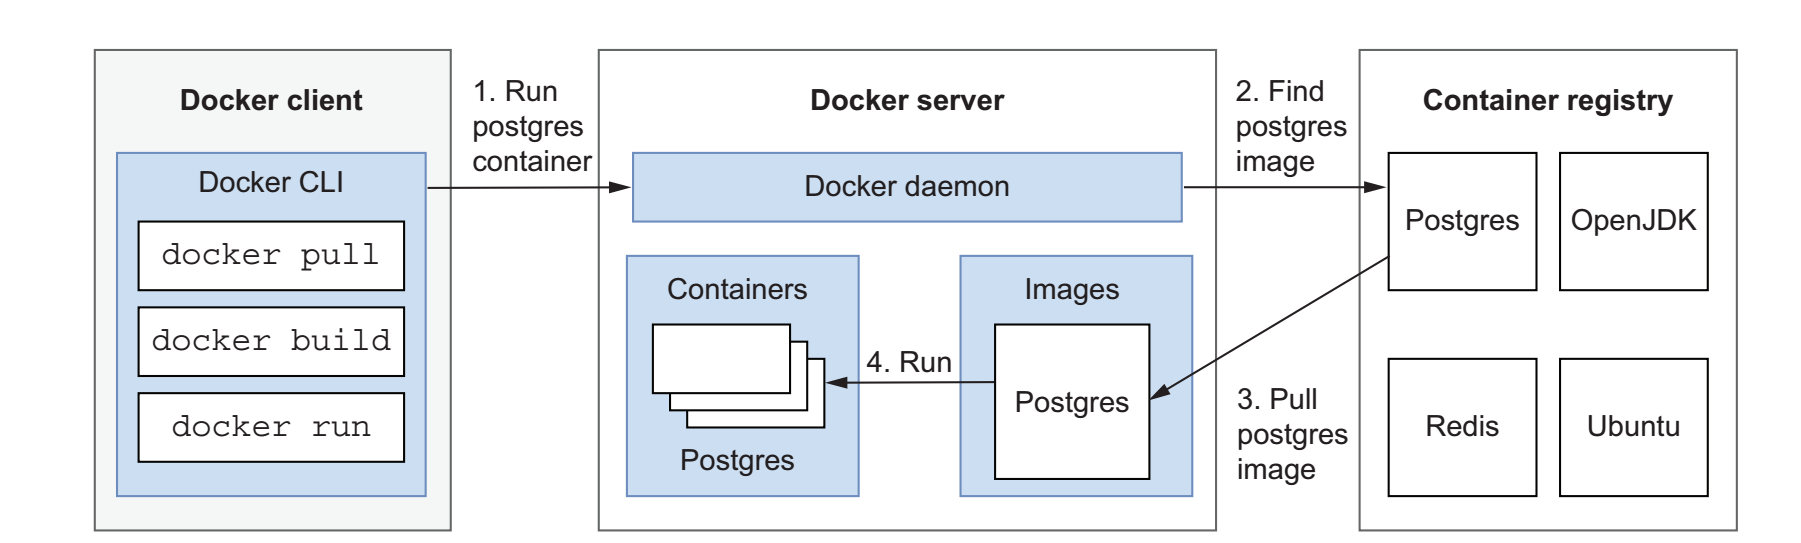 Docker client
Docker CLI
docker pull
docker build
docker run
1. Run
postgres
container
Docker server
Docker daemon
Containers
Postgres
4. Run
Images
Postgres
2. Find
postgres
image
3. Pull
postgres
image
Container registry
Postgres
OpenJDK
Redis
Ubuntu